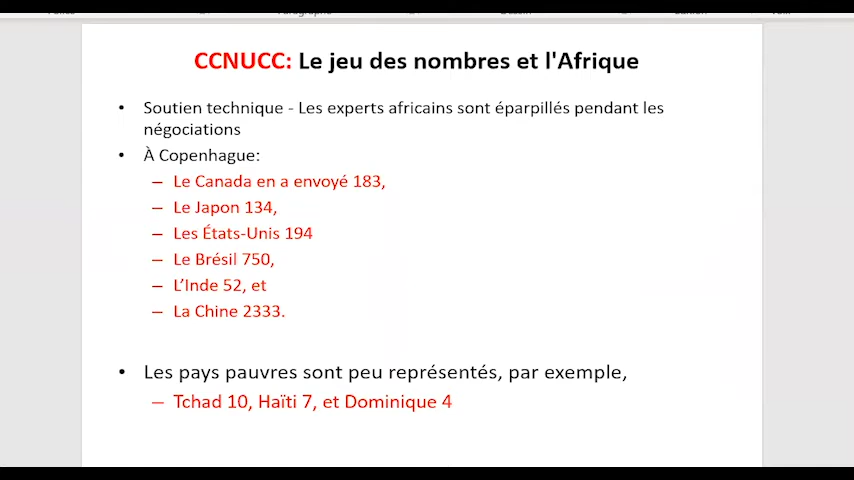 CCNUCC: Le jeu des nombres et l'Afrique
• Soutien technique - Les experts africains sont éparpillés pendant les
négociations
• À Copenhague:
– Le Canada en a envoyé 183,
– Le Japon 134,
– Les États-Unis 194
– Le Brésil 750,
– L’Inde 52, et
– La Chine 2333.
• Les pays pauvres sont peu représentés, par exemple,
– Tchad 10, Haïti 7, et Dominique 4